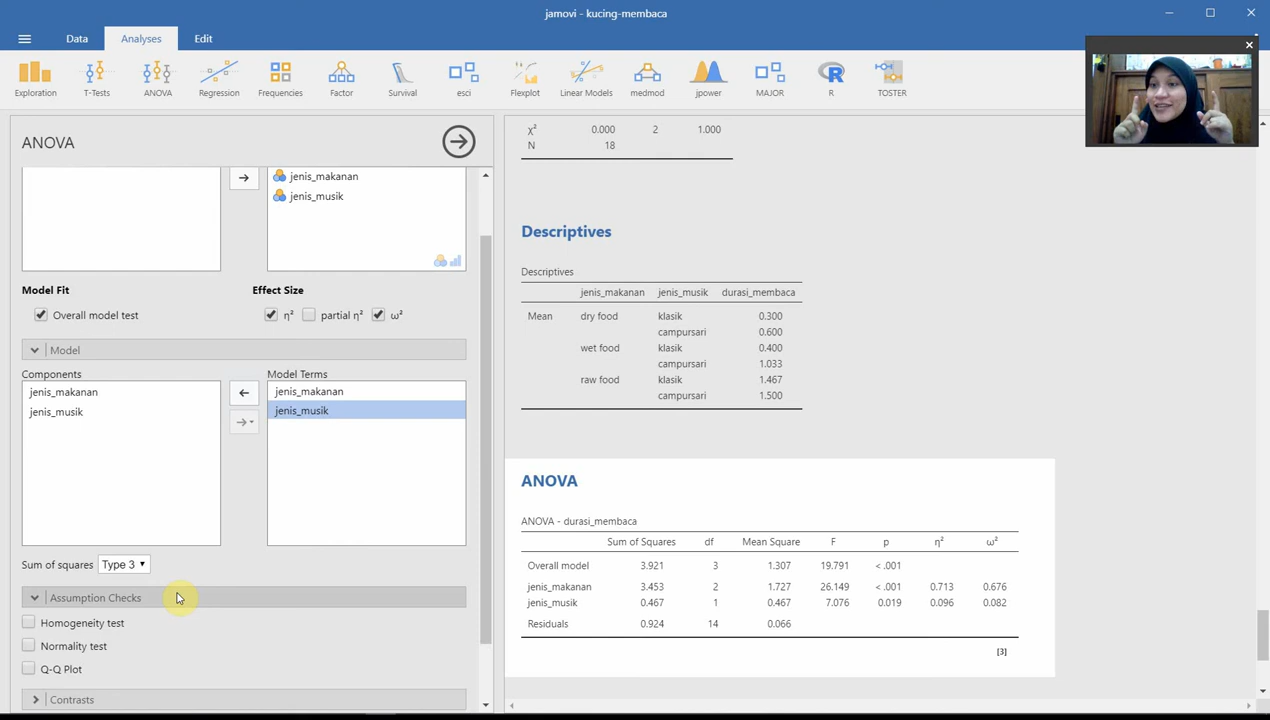 jamovi - kucing-membaca
Data Analyses Edit
Exploration T-Tests ANOVA Regression Frequencies Factor Survival esci Flexplot Linear Models medmod jpower MAJOR R TOSTER
ANOVA
jenis_makanan
jenis_musik
Model Fit Effect Size
Overall model test η² partial η² ω²
Model
Components Model Terms
jenis_makanan jenis_makanan
jenis_musik jenis_musik
Sum of squares Type 3
Assumption Checks
Homogeneity test
Normality test
Q-Q Plot
Contrasts
χ² 0.000 2 1.000
N 18
Descriptives
Descriptives
jenis_makanan jenis_musik durasi_membaca
Mean dry food klasik 0.300
campursari 0.600
wet food klasik 0.400
campursari 1.033
raw food klasik 1.467
campursari 1.500
ANOVA
ANOVA - durasi_membaca
Sum of Squares df Mean Square F p η² ω²
Overall model 3.921 3 1.307 19.791 < .001
jenis_makanan 3.453 2 1.727 26.149 < .001 0.713 0.676
jenis_musik 0.467 1 0.467 7.076 0.019 0.096 0.082
Residuals 0.924 14 0.066
[3]